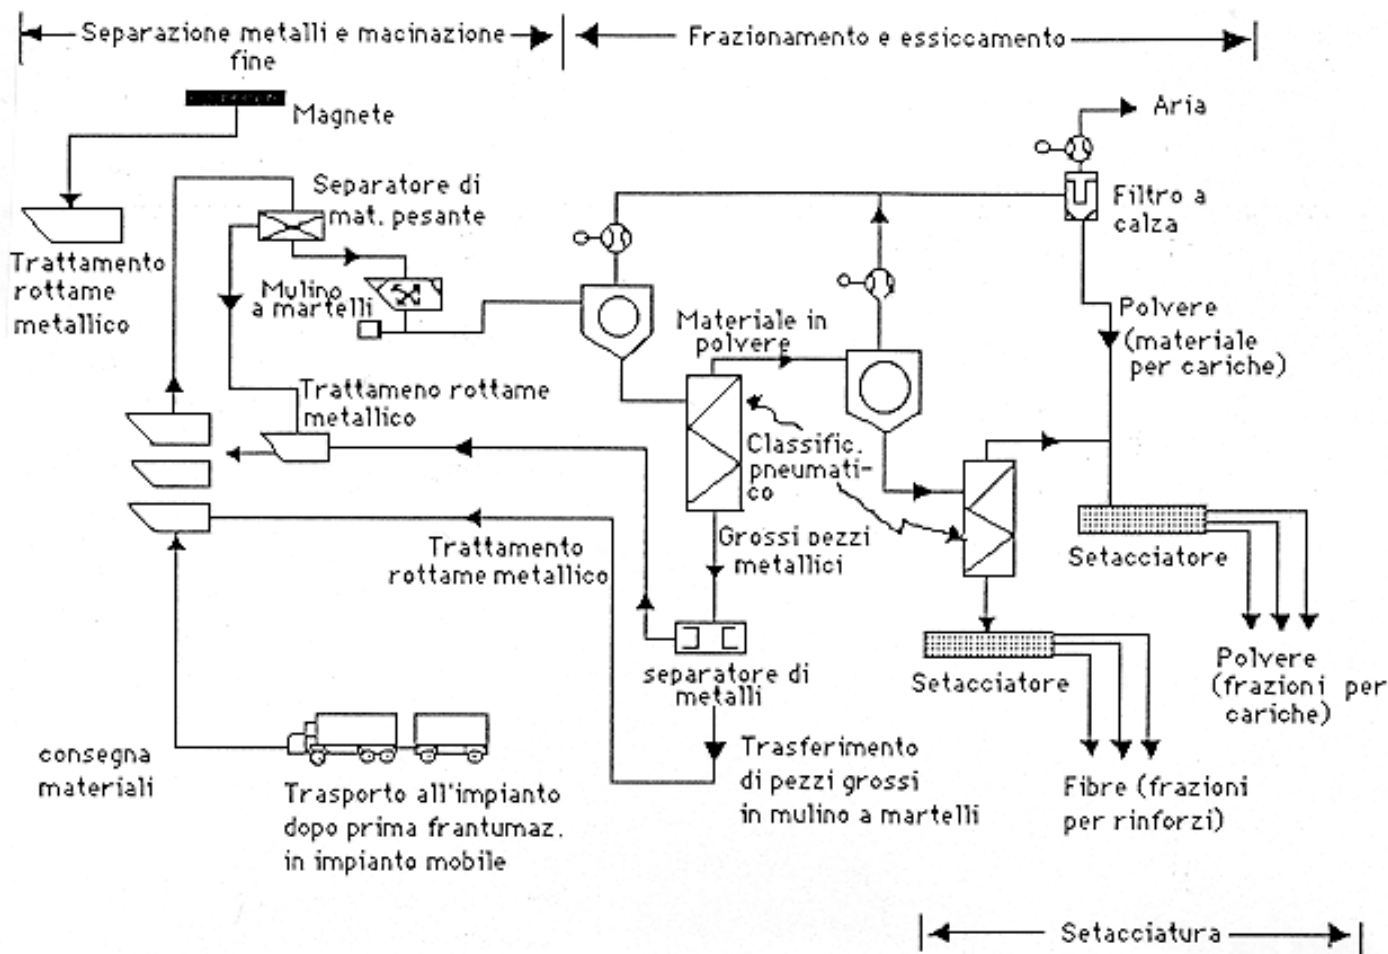 Separazione metalli e macinazione
fine
Frazionamento e essiccamento
Magnete
Aria
Separatore di
mat. pesante
Filtro a
calza
Trattamento
rottame
metallico
Mulino
a martelli
Materiale in
polvere
Polvere
(materiale
per cariche)
Trattameno rottame
metallico
Classific.
pneumati-
co
Grossi pezzi
metallici
Trattamento
rottame metallico
Setacciatore
separatore di
metalli
Setacciatore
Polvere
(frazioni per
cariche)
consegna
materiali
Trasporto all'impianto
dopo prima frantumaz.
in impianto mobile
Trasferimento
di pezzi grossi
in mulino a martelli
Fibre (frazioni
per rinforzi)
Setacciatura